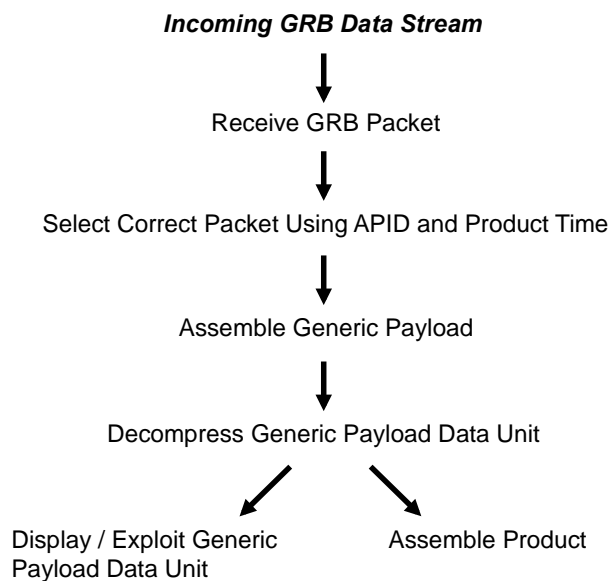 Incoming GRB Data Stream
Receive GRB Packet
Select Correct Packet Using APID and Product Time
Assemble Generic Payload
Decompress Generic Payload Data Unit
Display / Exploit Generic
Payload Data Unit
Assemble Product